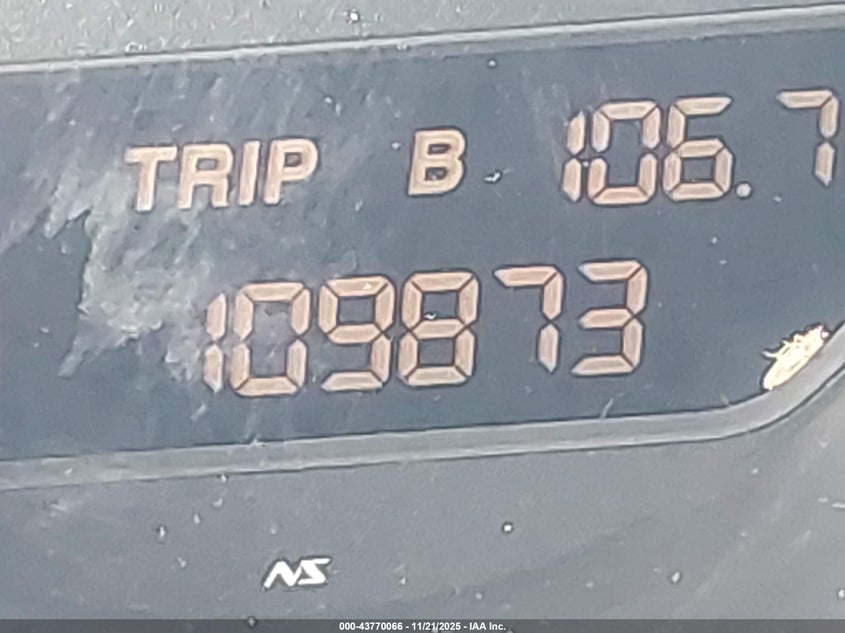 TRIP B 106.7
109873
NS
000-43770066 - 11/21/2025 - IAA Inc.